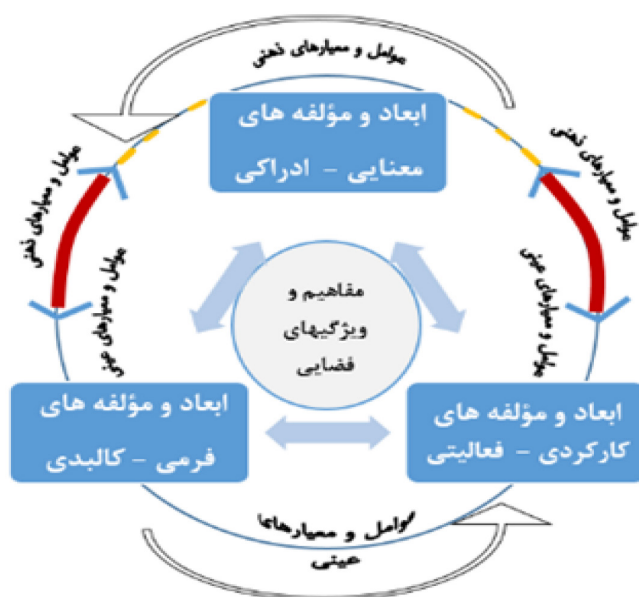 عوامل و معیارهای ذهنی
ابعاد و مؤلفه های
معنایی - ادراکی
عوامل و معیارهای ذهنی
عوامل و معیارهای ذهنی
عوامل و معیارهای عینی
عوامل و معیارهای عینی
مفاهیم و
ویژگیهای
فضایی
ابعاد و مؤلفه های
کارکردی - فعالیتی
ابعاد و مؤلفه های
فرمی - کالبدی
عوامل و معیارهای
عینی